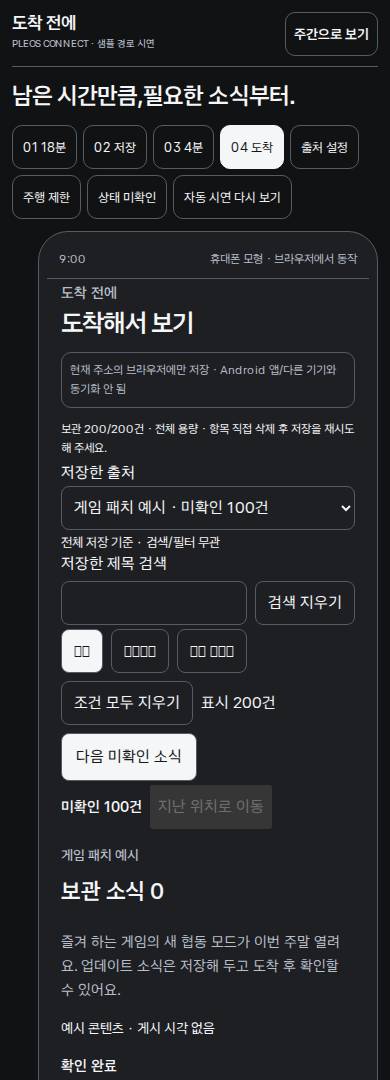 도착 전에
PLEOS CONNECT · 샘플 경로 시연
주간으로 보기
남은 시간만큼,필요한 소식부터.
01 18분
02 저장
03 4분
04 도착
출처 설정
주행 제한
상태 미확인
자동 시연 다시 보기
9:00
휴대폰 모형 · 브라우저에서 동작
도착 전에
도착해서 보기
현재 주소의 브라우저에만 저장 · Android 앱/다른 기기와
동기화 안 됨
보관 200/200건 · 전체 용량 · 항목 직접 삭제 후 저장을 재시도
해 주세요.
저장한 출처
게임 패치 예시 · 미확인 100건
전체 저장 기준 · 검색/필터 무관
저장한 제목 검색
검색 지우기
조건 모두 지우기
표시 200건
다음 미확인 소식
미확인 100건
지난 위치로 이동
게임 패치 예시
보관 소식 0
즐겨 하는 게임의 새 협동 모드가 이번 주말 열려
요. 업데이트 소식은 저장해 두고 도착 후 확인할
수 있어요.
예시 콘텐츠 · 게시 시각 없음
확인 완료